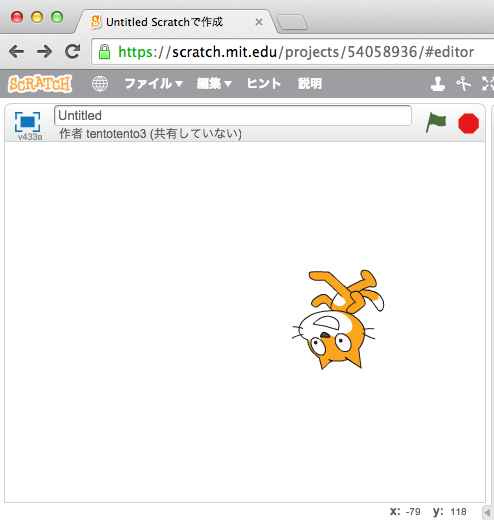 Untitled Scratchで作成
https://scratch.mit.edu/projects/54058936/#editor
SCRATCH ファイル▼ 編集▼ ヒント 説明
Untitled
v433a 作者 tentotento3 (共有していない)
x: -79 y: 118